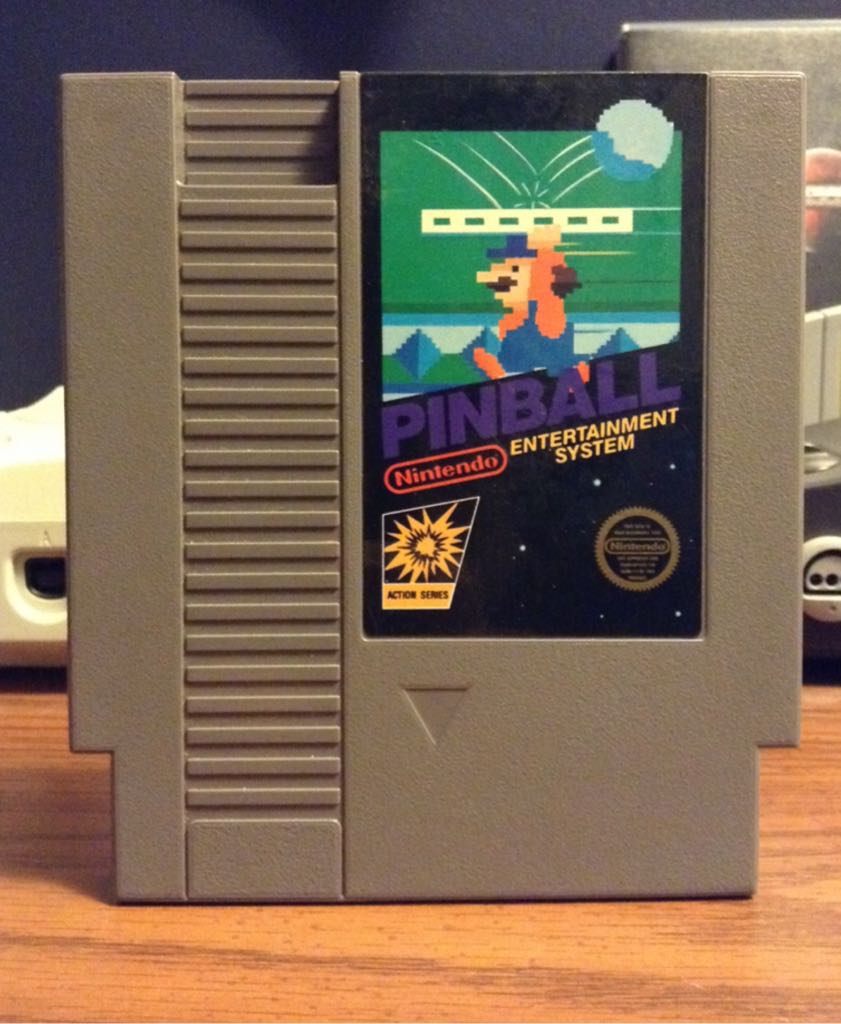 PINBALL
Nintendo
ENTERTAINMENT
SYSTEM
ACTION SERIES
Nintendo
A